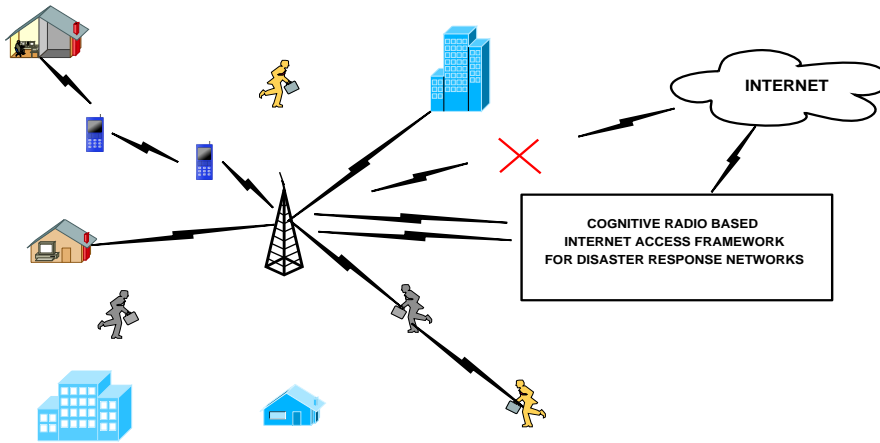 INTERNET
COGNITIVE RADIO BASED
INTERNET ACCESS FRAMEWORK
FOR DISASTER RESPONSE NETWORKS